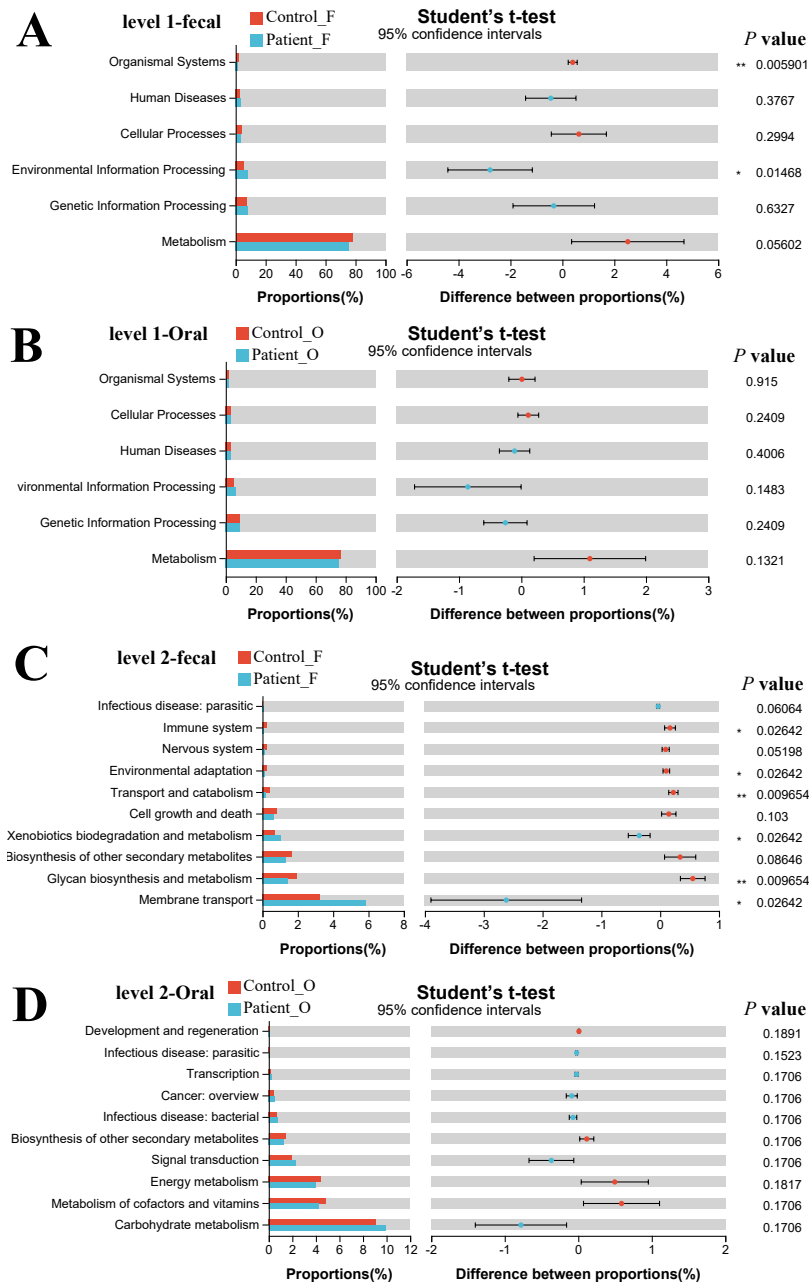 A
level 1-fecal
Control_F
Patient_F
Student's t-test
95% confidence intervals
P value
Organismal Systems
** 0.005901
Human Diseases
0.3767
Cellular Processes
0.2994
Environmental Information Processing
* 0.01468
Genetic Information Processing
0.6327
Metabolism
0.05602
0 20 40 60 80 100
-6 -4 -2 0 2 4 6
Proportions(%)
Difference between proportions(%)
B
level 1-Oral
Control_O
Patient_O
Student's t-test
95% confidence intervals
P value
Organismal Systems
0.915
Cellular Processes
0.2409
Human Diseases
0.4006
vironmental Information Processing
0.1483
Genetic Information Processing
0.2409
Metabolism
0.1321
0 20 40 60 80 100
-2 -1 0 1 2 3
Proportions(%)
Difference between proportions(%)
C
level 2-fecal
Control_F
Patient_F
Student's t-test
95% confidence intervals
P value
Infectious disease: parasitic
0.06064
Immune system
* 0.02642
Nervous system
0.05198
Environmental adaptation
* 0.02642
Transport and catabolism
** 0.009654
Cell growth and death
0.103
Xenobiotics biodegradation and metabolism
* 0.02642
Biosynthesis of other secondary metabolites
0.08646
Glycan biosynthesis and metabolism
** 0.009654
Membrane transport
* 0.02642
0 2 4 6 8
-4 -3 -2 -1 0 1
Proportions(%)
Difference between proportions(%)
D
level 2-Oral
Control_O
Patient_O
Student's t-test
95% confidence intervals
P value
Development and regeneration
0.1891
Infectious disease: parasitic
0.1523
Transcription
0.1706
Cancer: overview
0.1706
Infectious disease: bacterial
0.1706
Biosynthesis of other secondary metabolites
0.1706
Signal transduction
0.1706
Energy metabolism
0.1817
Metabolism of cofactors and vitamins
0.1706
Carbohydrate metabolism
0.1706
0 2 4 6 8 10 12
-2 -1 0 1 2
Proportions(%)
Difference between proportions(%)